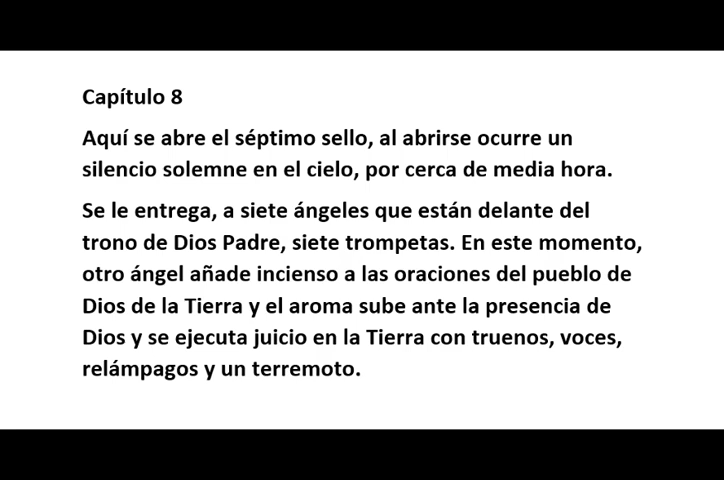 Capítulo 8
Aquí se abre el séptimo sello, al abrirse ocurre un
silencio solemne en el cielo, por cerca de media hora.
Se le entrega, a siete ángeles que están delante del
trono de Dios Padre, siete trompetas. En este momento,
otro ángel añade incienso a las oraciones del pueblo de
Dios de la Tierra y el aroma sube ante la presencia de
Dios y se ejecuta juicio en la Tierra con truenos, voces,
relámpagos y un terremoto.